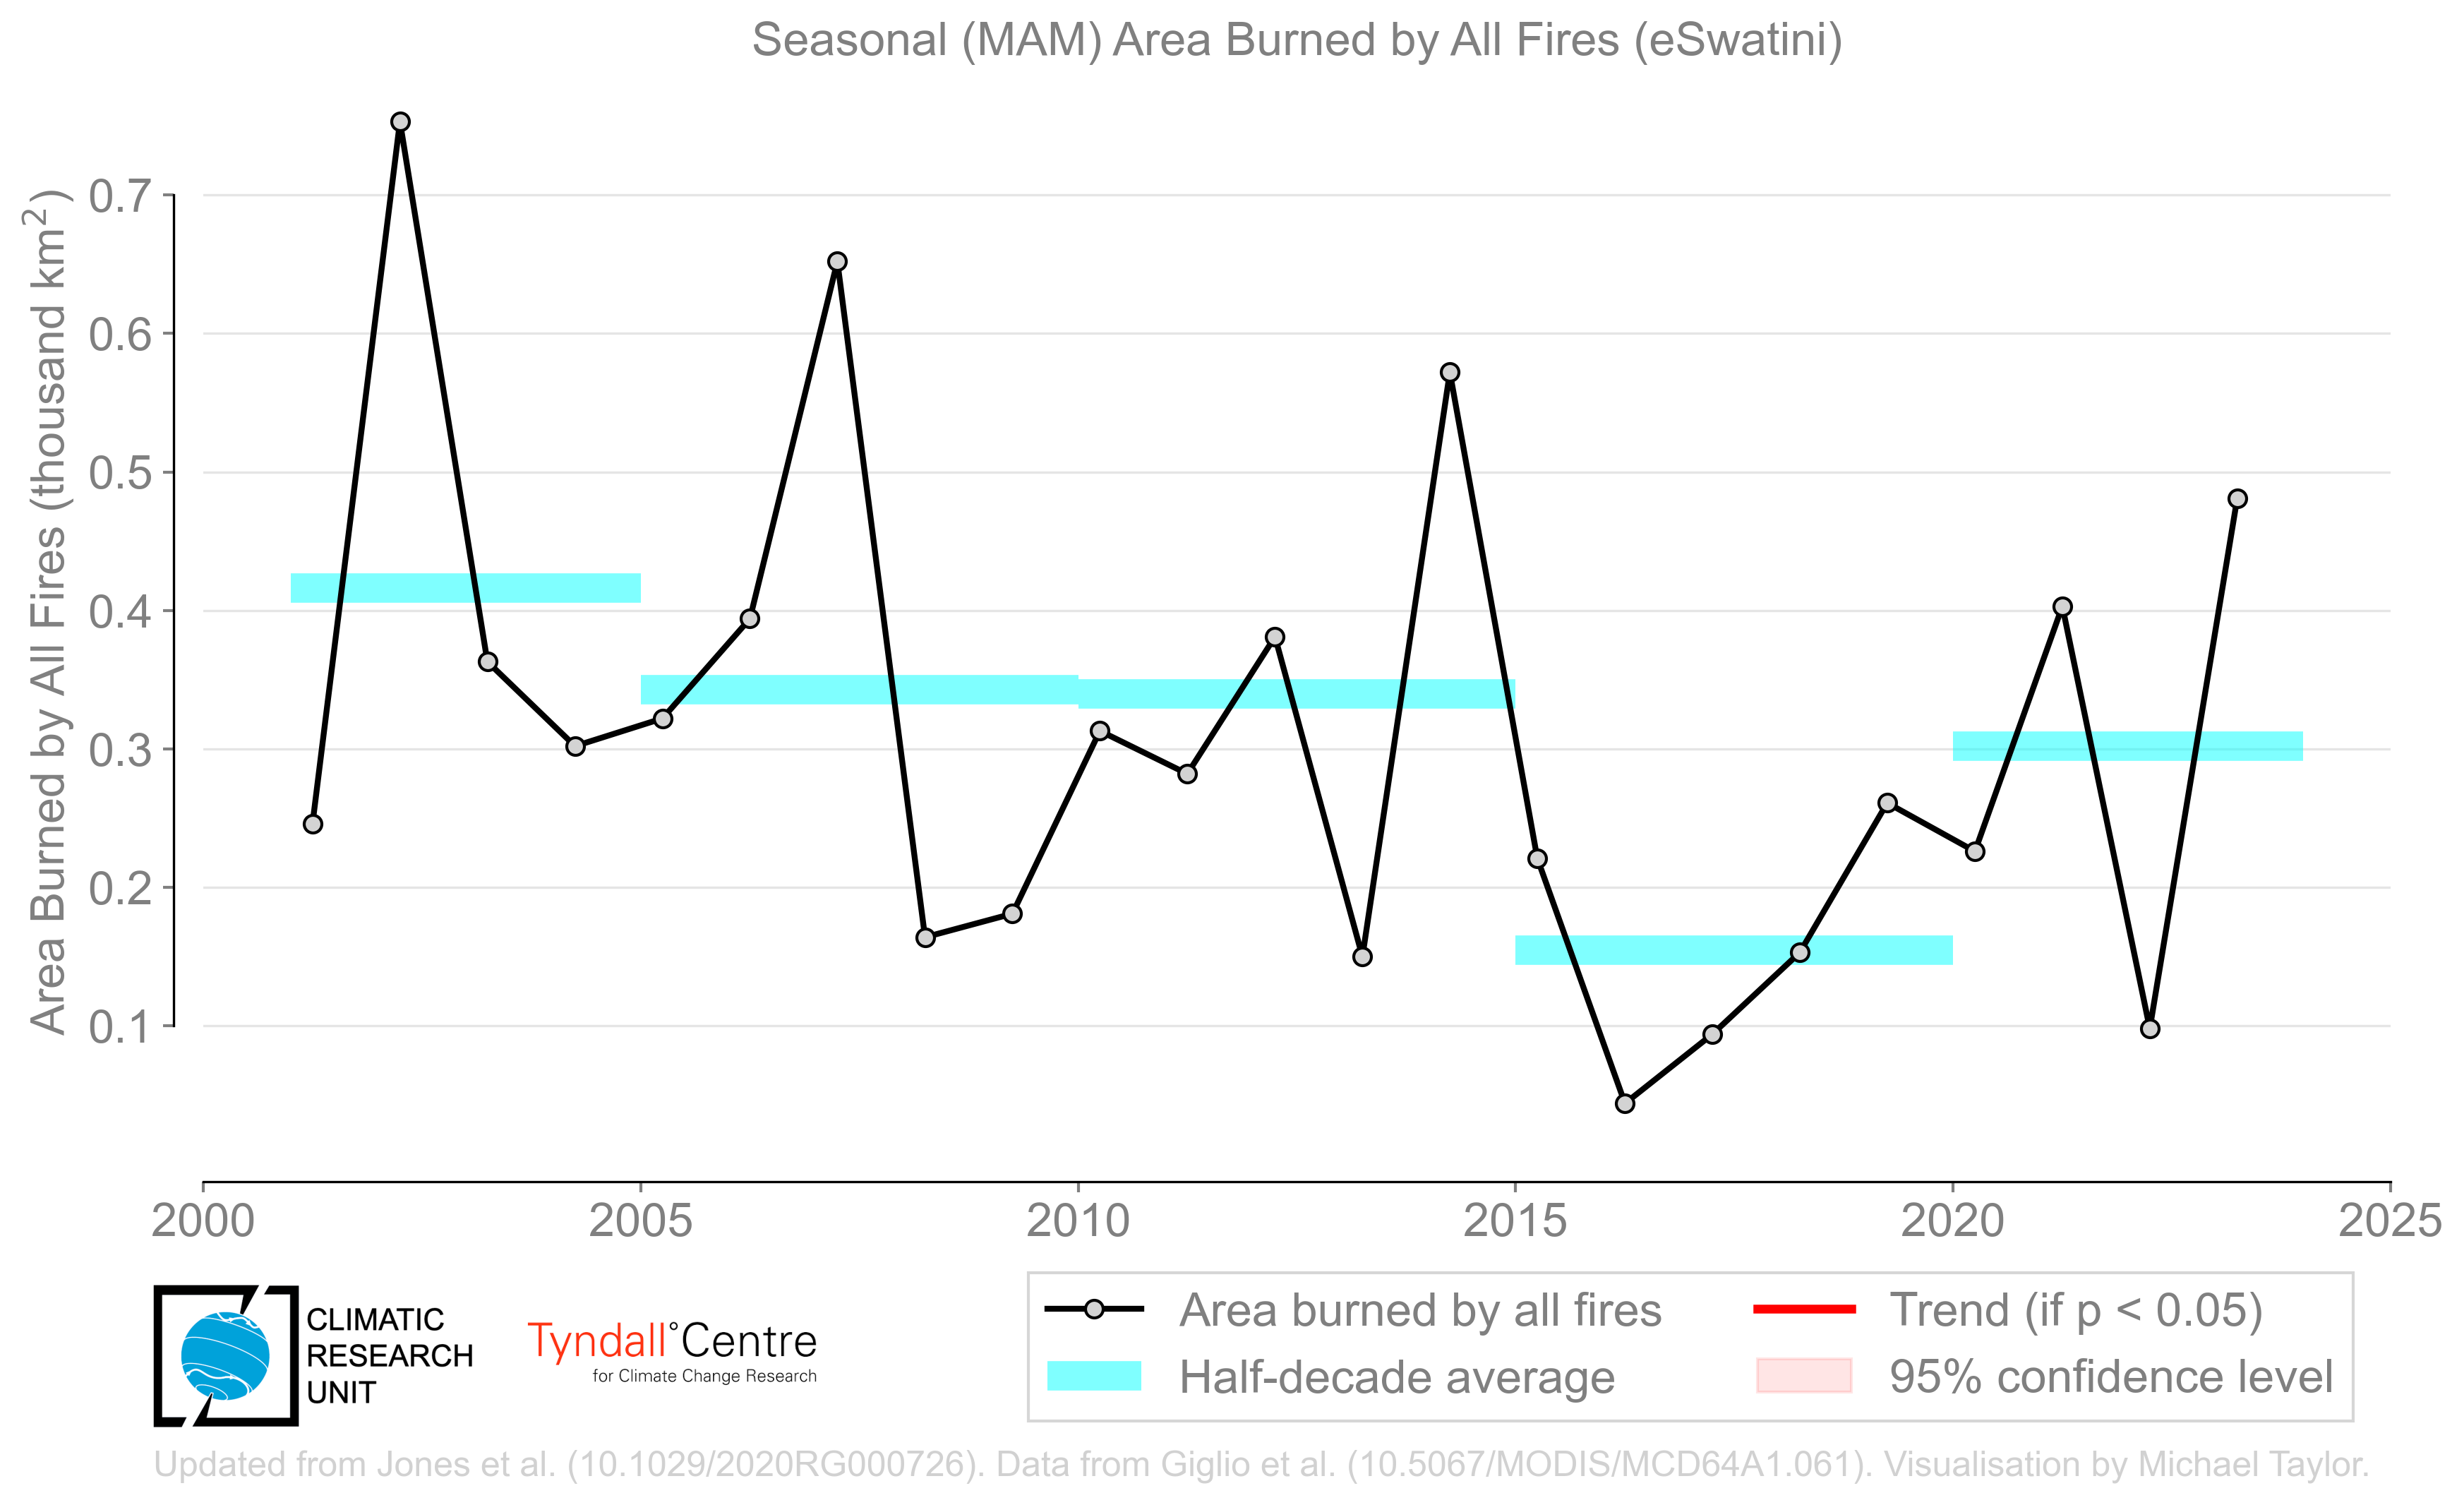 Seasonal (MAM) Area Burned by All Fires (eSwatini)
Area Burned by All Fires (thousand km²)
0.7
0.6
0.5
0.4
0.3
0.2
0.1
2000
2005
2010
2015
2020
2025
CLIMATIC
RESEARCH
UNIT
Tyndall°Centre
for Climate Change Research
Area burned by all fires
Half-decade average
Trend (if p < 0.05)
95% confidence level
Updated from Jones et al. (10.1029/2020RG000726). Data from Giglio et al. (10.5067/MODIS/MCD64A1.061). Visualisation by Michael Taylor.